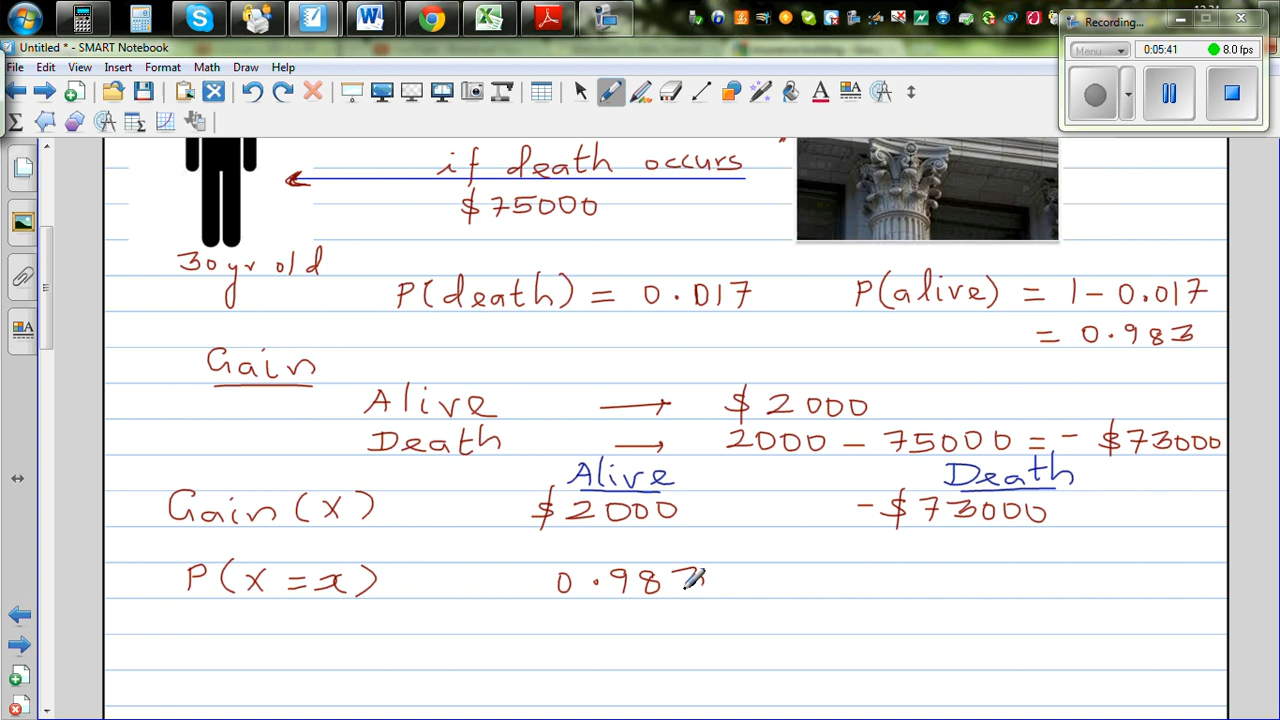 Recording...
Untitled * - SMART Notebook
Menu
0:05:41
8.0 fps
File Edit View Insert Format Math Draw Help
if death occurs
$75000
30yr old
P(death) = 0.017
P(alive) = 1 - 0.017
= 0.983
Gain
Alive → $2000
Death → 2000 - 75000 = - $73000
Alive Death
Gain (X) $2000 -$73000
P(X = x) 0.983